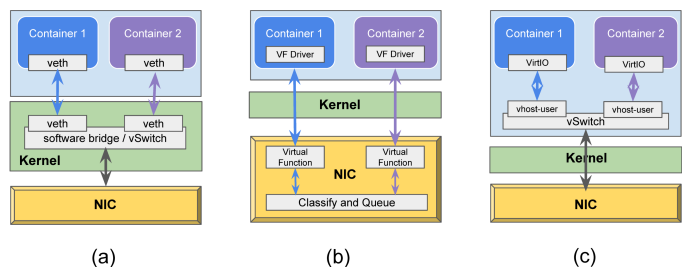 Container 1
Container 2
veth
veth
veth
veth
software bridge / vSwitch
Kernel
NIC
(a)
Container 1
Container 2
VF Driver
VF Driver
Kernel
Virtual
Function
Virtual
Function
NIC
Classify and Queue
(b)
Container 1
Container 2
VirtIO
VirtIO
vhost-user
vhost-user
vSwitch
Kernel
NIC
(c)